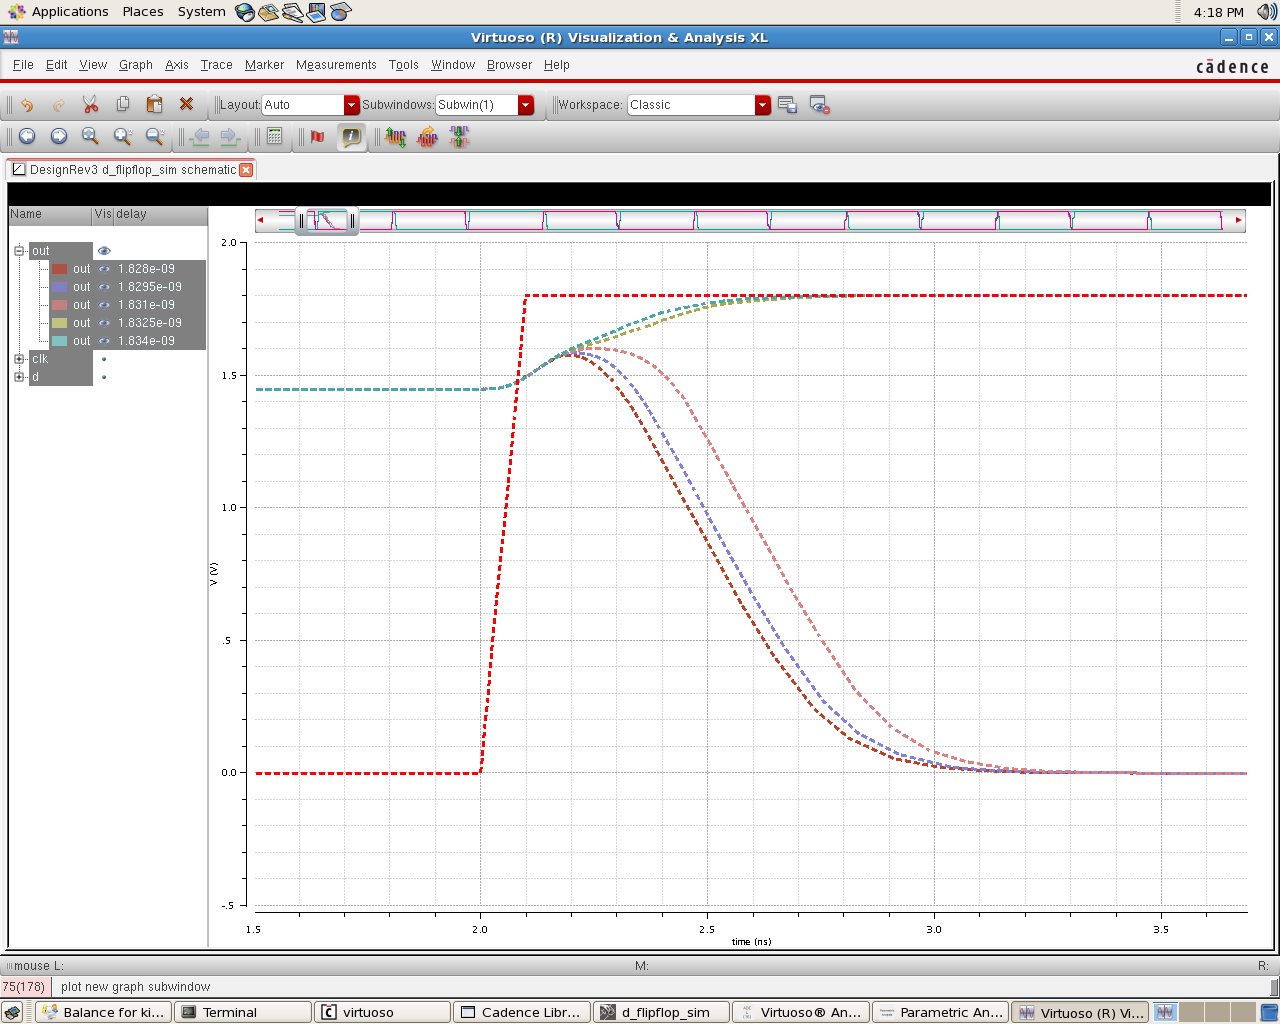 Applications Places System 4:18 PM
Virtuoso (R) Visualization & Analysis XL
File Edit View Graph Axis Trace Marker Measurements Tools Window Browser Help cādence
Layout: Auto Subwindows: Subwin(1) Workspace: Classic
DesignRev3 d_flipflop_sim schematic
Name Vis delay
out
out 1.828e-09
out 1.8295e-09
out 1.831e-09
out 1.8325e-09
out 1.834e-09
clk
d
2.0
1.5
1.0
V (V)
.5
0.0
-.5
1.5 2.0 2.5 3.0 3.5
time (ns)
mouse L: M: R:
75(178) plot new graph subwindow
Balance for ki... Terminal virtuoso Cadence Libr... d_flipflop_sim Virtuoso® An... Parametric An... Virtuoso (R) Vi...